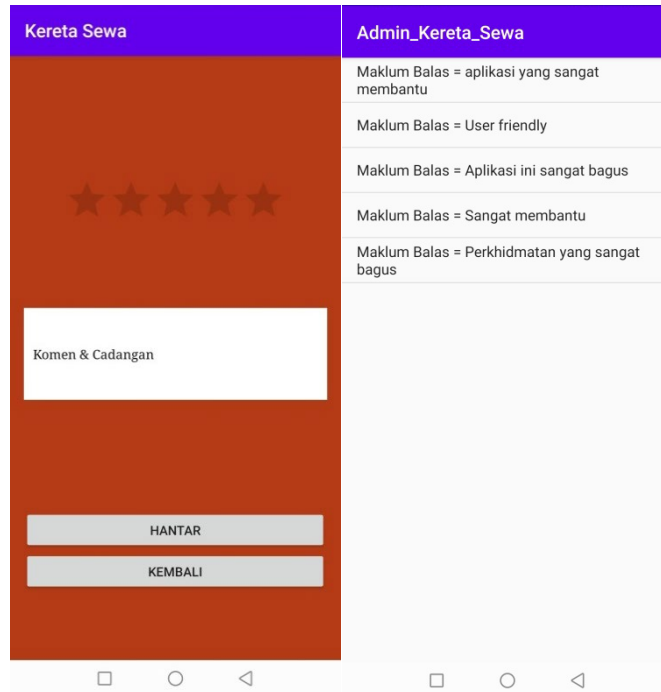 Kereta Sewa
Komen & Cadangan
HANTAR
KEMBALI
Admin_Kereta_Sewa
Maklum Balas = aplikasi yang sangat
membantu
Maklum Balas = User friendly
Maklum Balas = Aplikasi ini sangat bagus
Maklum Balas = Sangat membantu
Maklum Balas = Perkhidmatan yang sangat
bagus